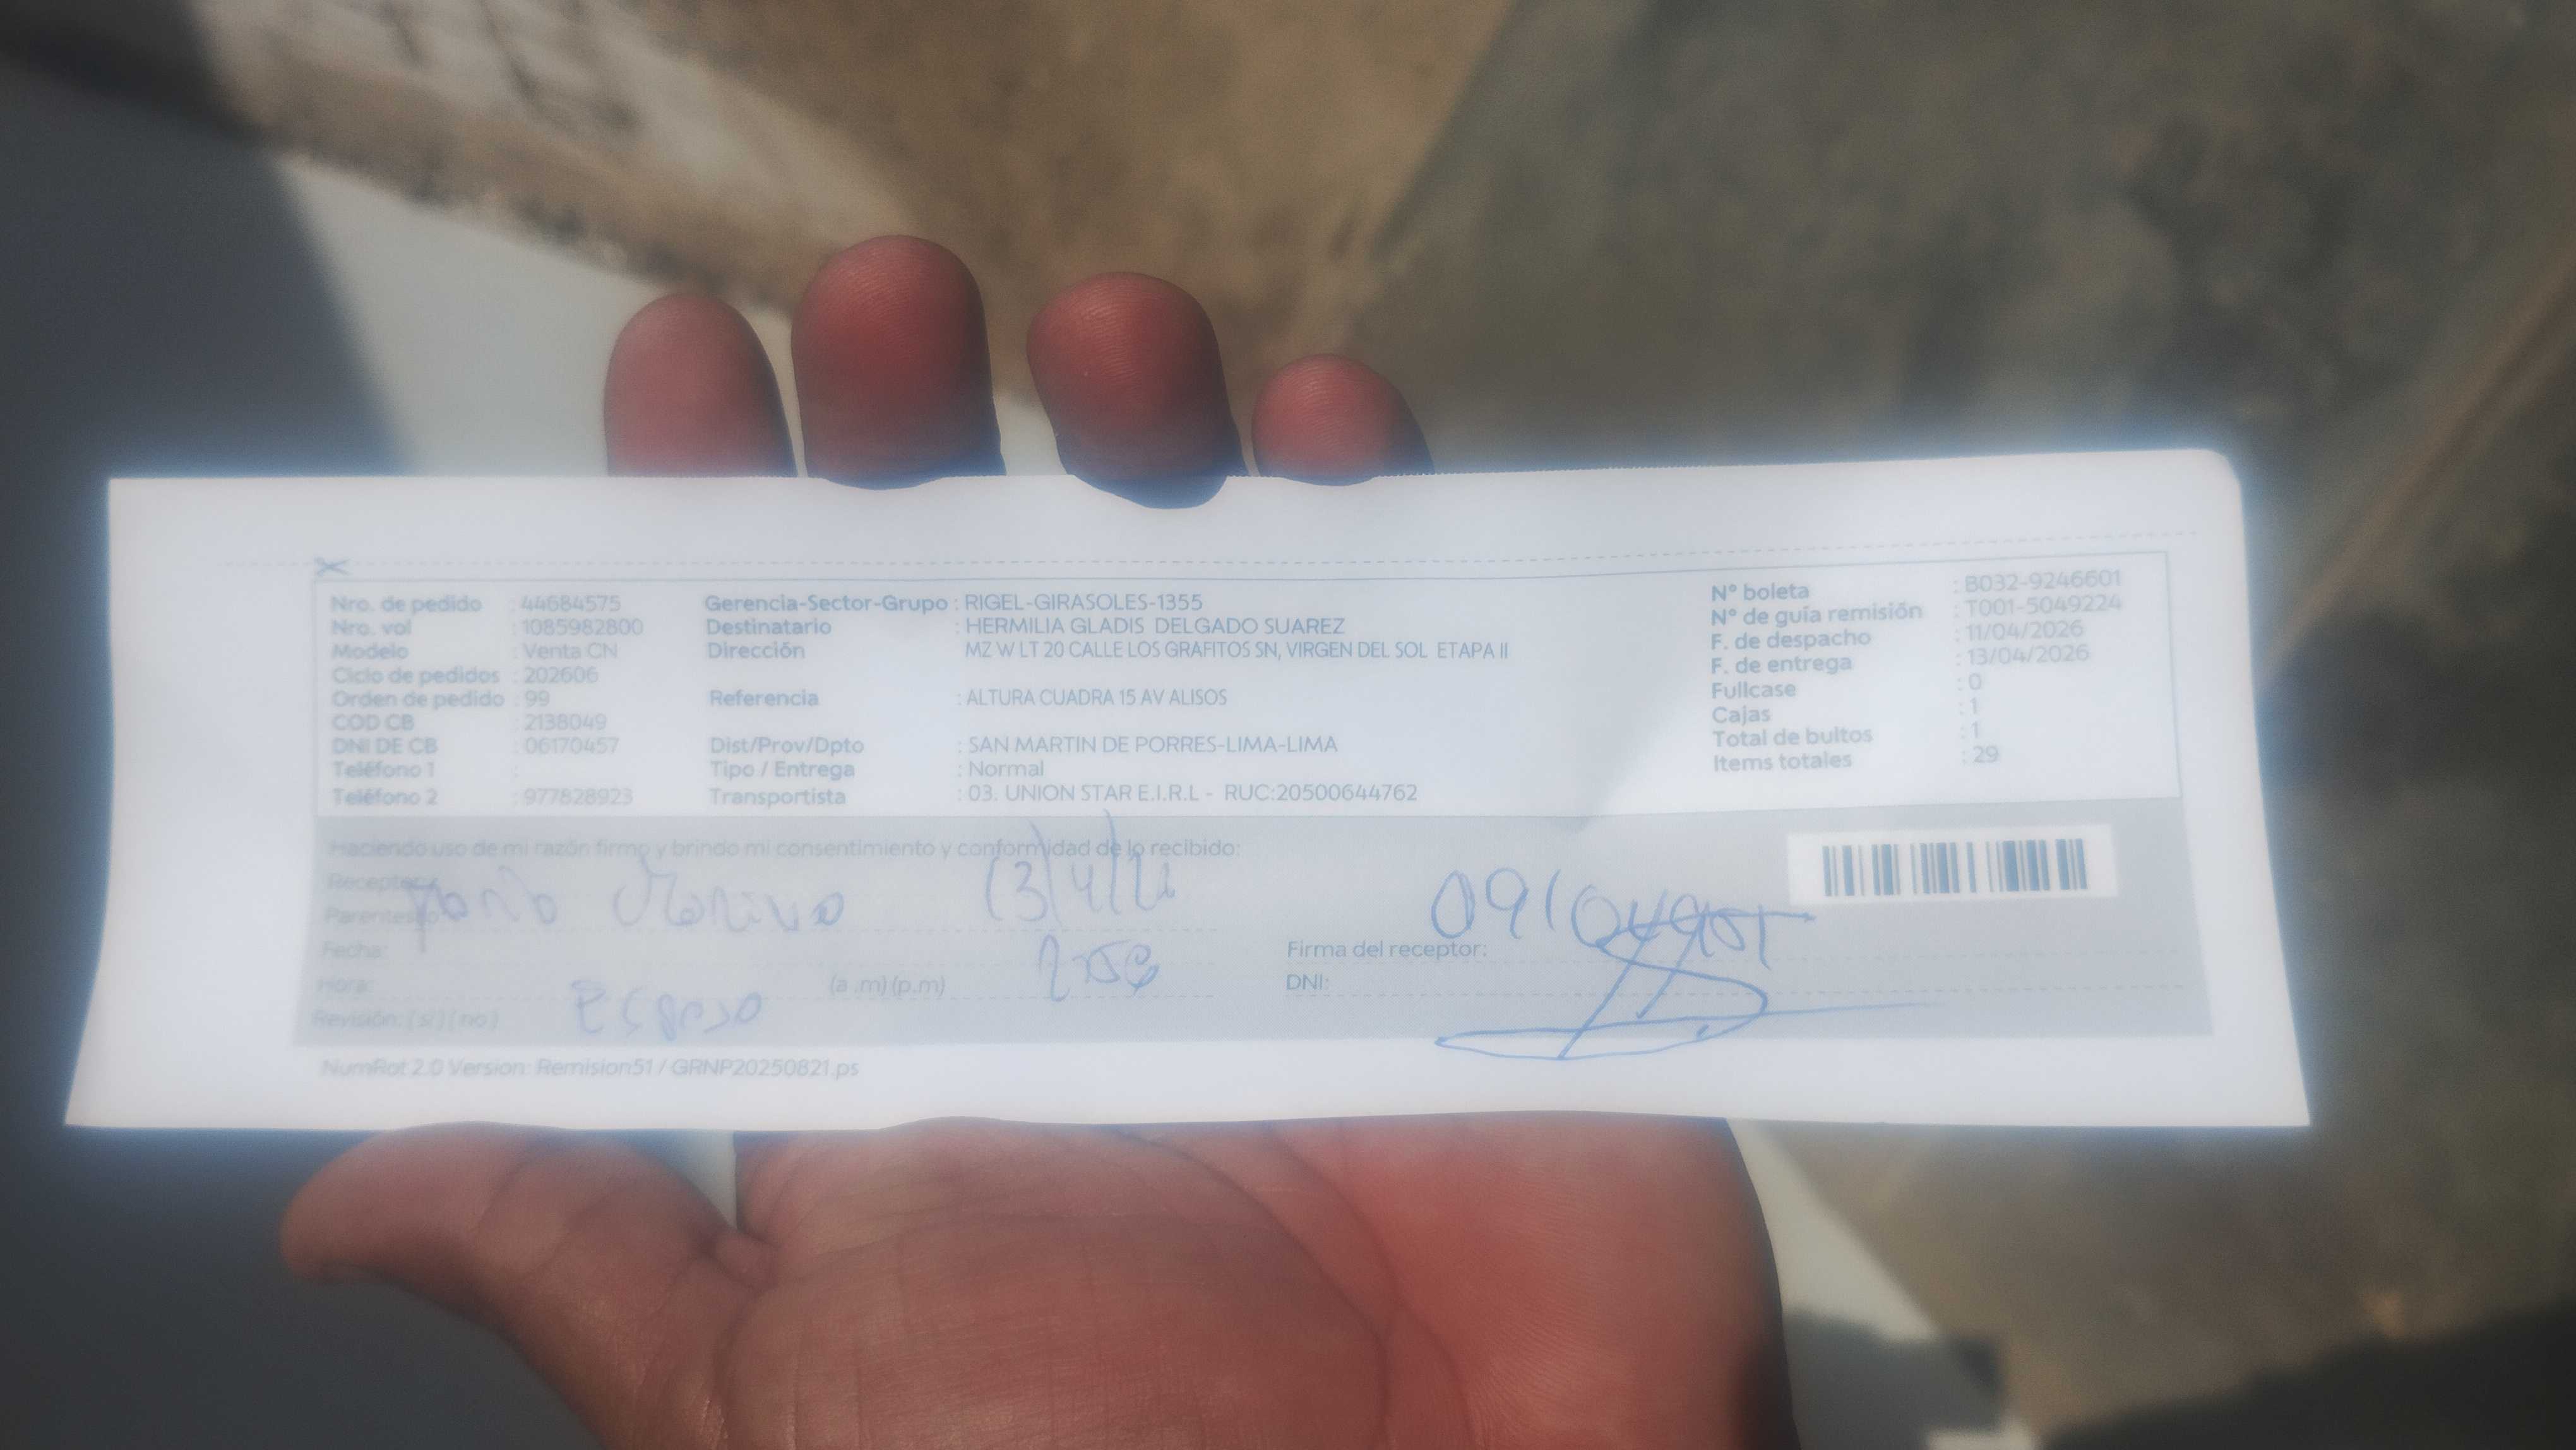 Nro. de pedido : 44684575
Nro. vol : 1085982800
Modelo : Venta CN
Ciclo de pedidos : 202606
Orden de pedido : 99
COD CB : 2138049
DNI DE CB : 06170457
Teléfono 1 :
Teléfono 2 : 977828923
Gerencia-Sector-Grupo : RIGEL-GIRASOLES-1355
Destinatario : HERMILIA GLADIS DELGADO SUAREZ
Dirección MZ W LT 20 CALLE LOS GRAFITOS SN, VIRGEN DEL SOL ETAPA II
Referencia : ALTURA CUADRA 15 AV ALISOS
Dist/Prov/Dpto : SAN MARTIN DE PORRES-LIMA-LIMA
Tipo / Entrega : Normal
Transportista : 03. UNION STAR E.I.R.L - RUC:20500644762
N° boleta : B032-9246601
N° de guía remisión : T001-5049224
F. de despacho : 11/04/2026
F. de entrega : 13/04/2026
Fullcase : 0
Cajas : 1
Total de bultos : 1
Items totales : 29
Haciendo uso de mi razón firmo y brindo mi consentimiento y conformidad de lo recibido:
Receptor:
Parentesco:
Fecha:
Hora: (a .m) (p.m)
Esposo
Revisión: ( si ) ( no )
Firma del receptor:
DNI:
NumRot 2.0 Version: Remision51 / GRNP20250821.ps